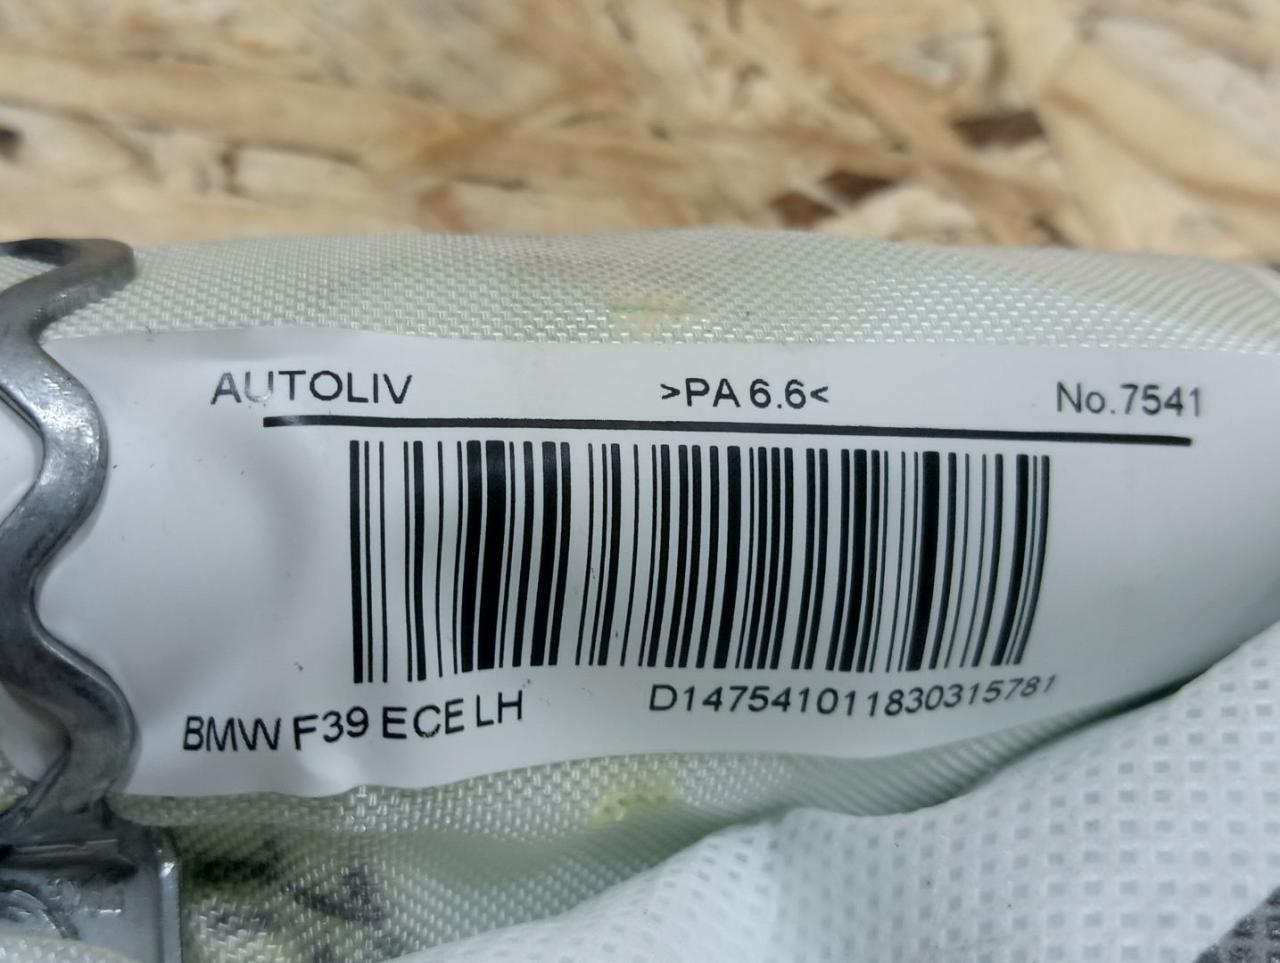 AUTOLIV >PA 6.6< No.7541
BMW F39 ECE LH D147541011830315781